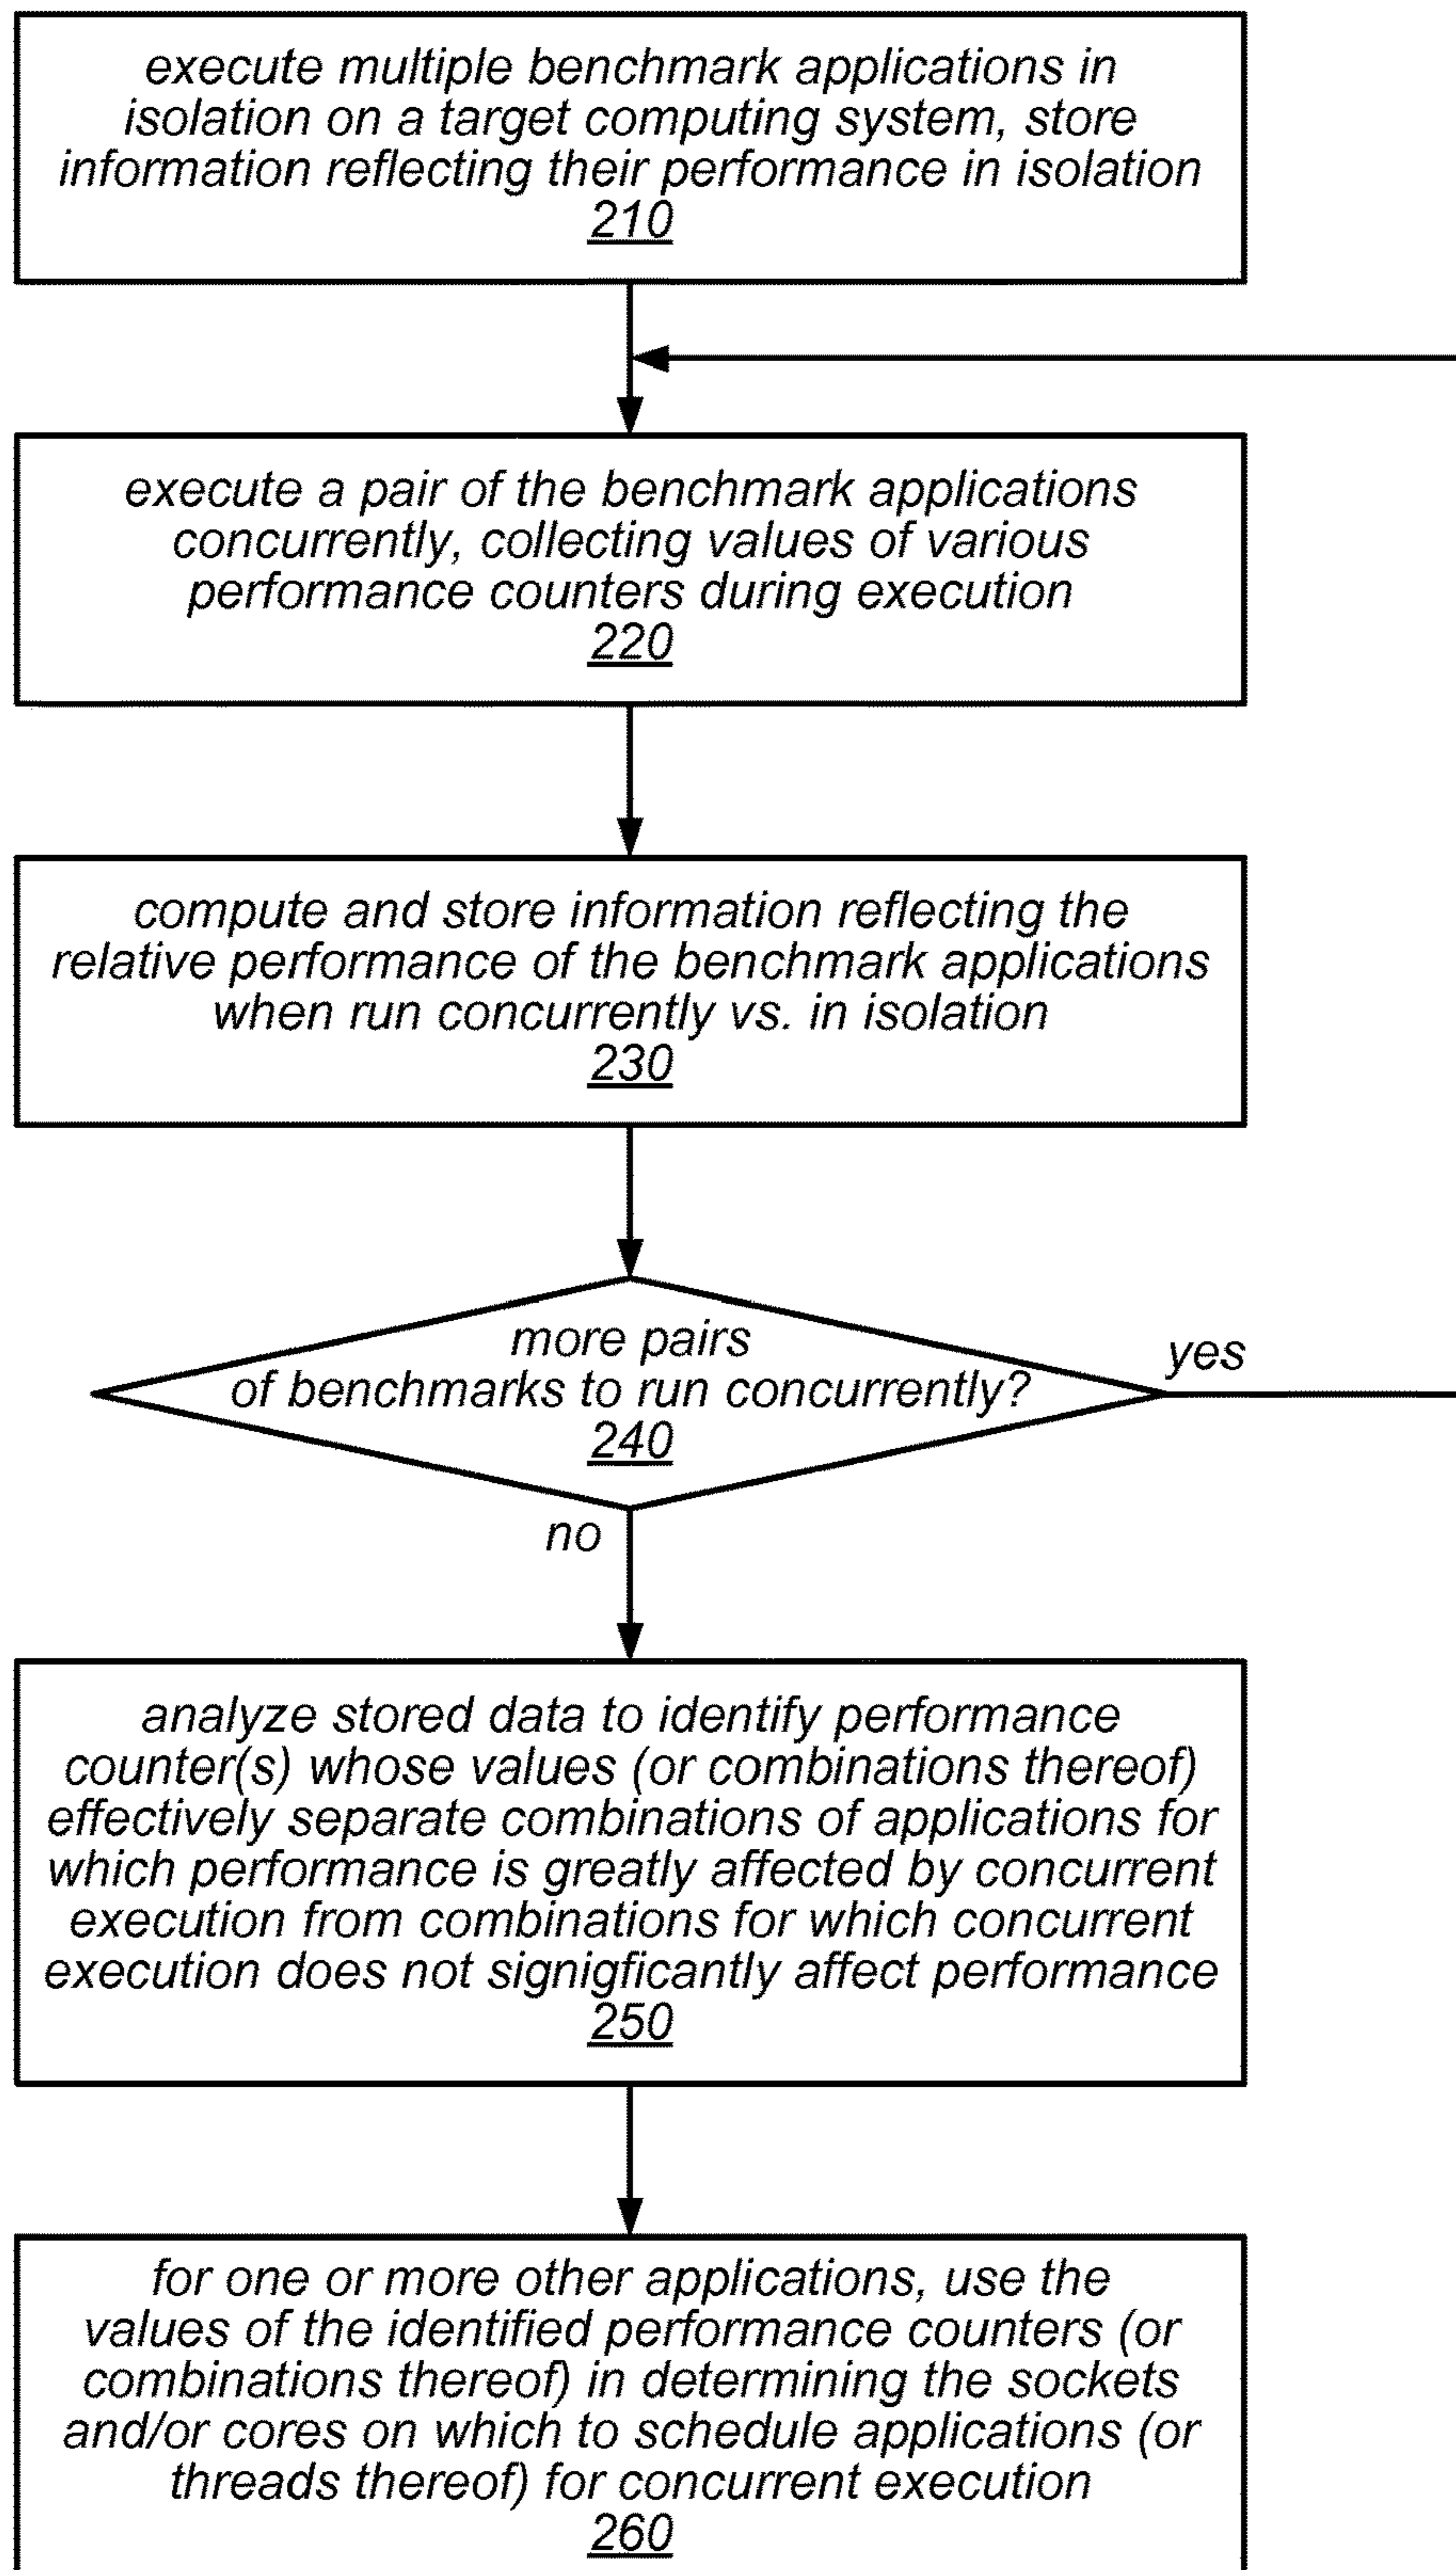 execute multiple benchmark applications in
isolation on a target computing system, store
information reflecting their performance in isolation
210
execute a pair of the benchmark applications
concurrently, collecting values of various
performance counters during execution
220
compute and store information reflecting the
relative performance of the benchmark applications
when run concurrently vs. in isolation
230
more pairs
of benchmarks to run concurrently?
240
yes
no
analyze stored data to identify performance
counter(s) whose values (or combinations thereof)
effectively separate combinations of applications for
which performance is greatly affected by concurrent
execution from combinations for which concurrent
execution does not signigficantly affect performance
250
for one or more other applications, use the
values of the identified performance counters (or
combinations thereof) in determining the sockets
and/or cores on which to schedule applications (or
threads thereof) for concurrent execution
260